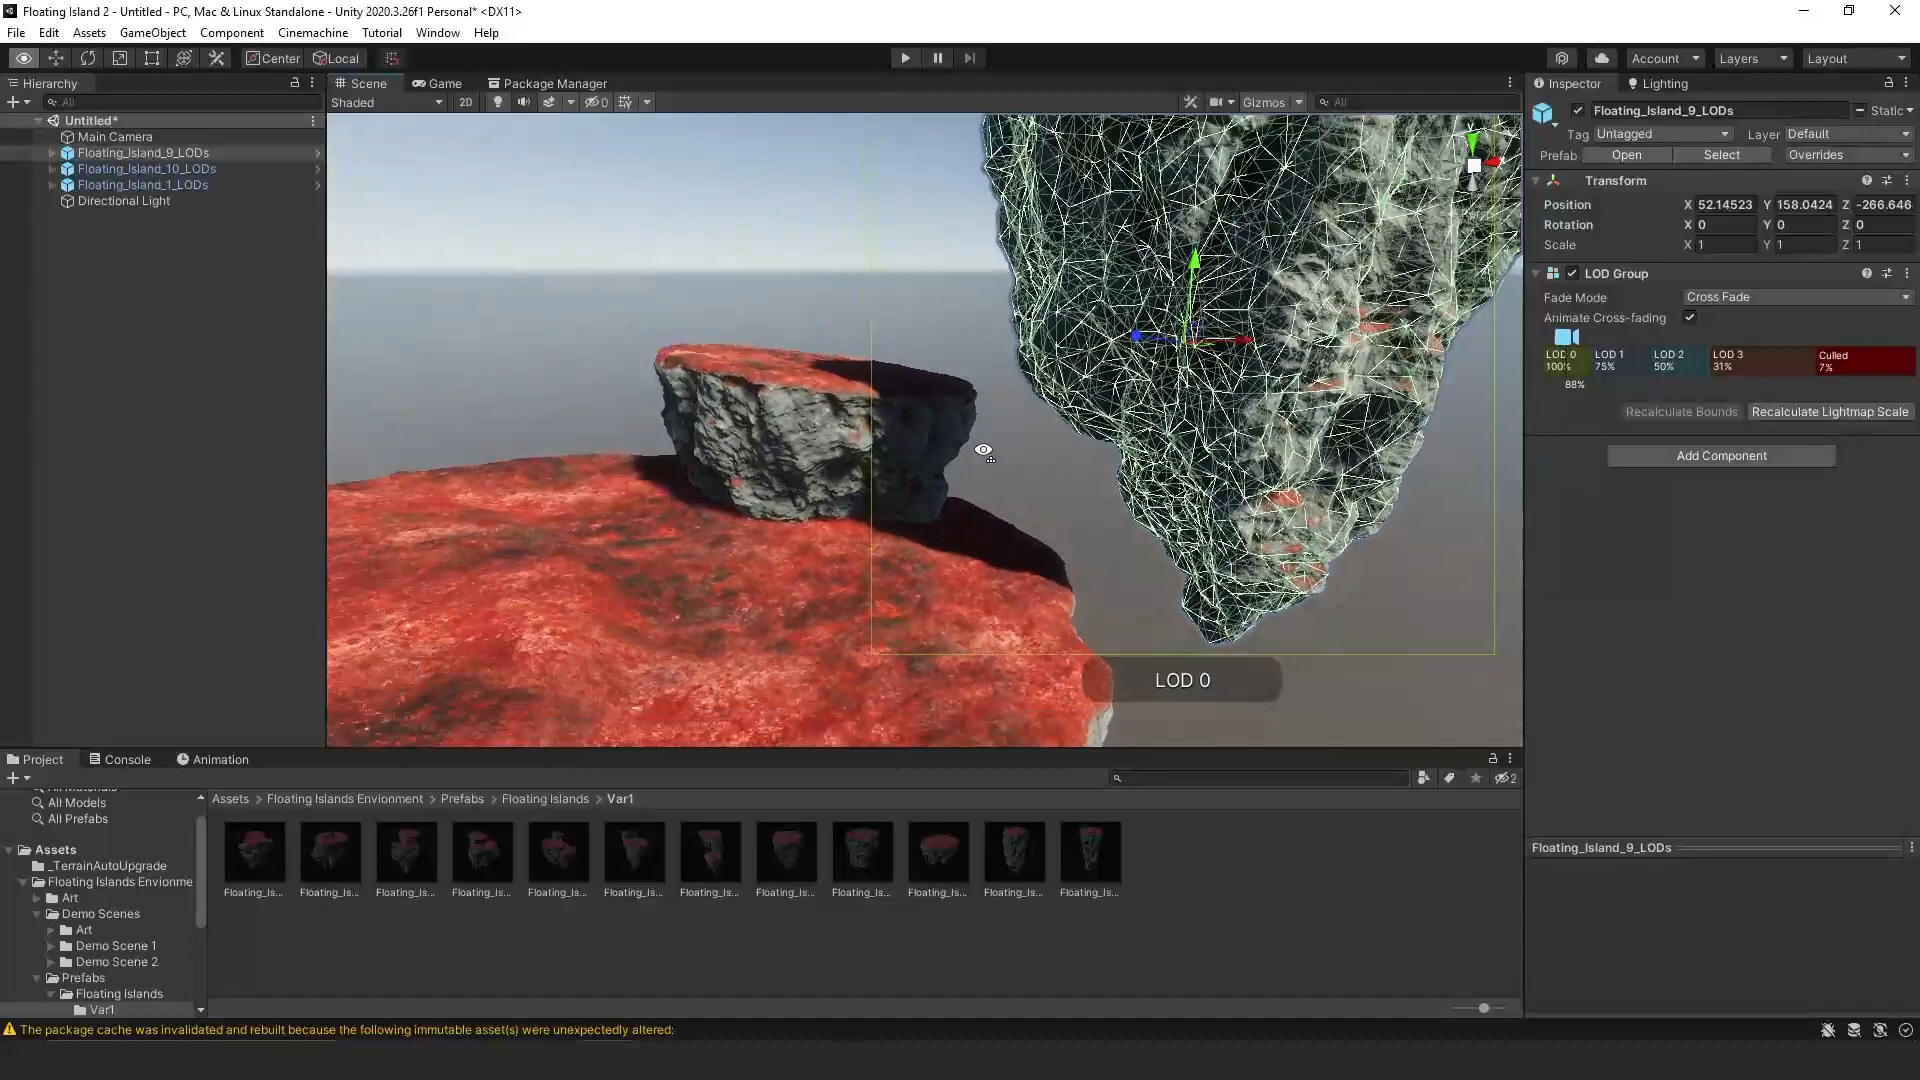 Floating Island 2 - Untitled - PC, Mac & Linux Standalone - Unity 2020.3.26f1 Personal* <DX11>
File Edit Assets GameObject Component Cinemachine Tutorial Window Help
Center Local Account Layers Layout
Hierarchy Scene Game Package Manager Inspector Lighting
All Shaded 2D 0 Gizmos All
Floating_Island_9_LODs Static
Untitled*
Main Camera
Floating_Island_9_LODs
Floating_Island_10_LODs
Floating_Island_1_LODs
Directional Light
Tag Untagged Layer Default
Prefab Open Select Overrides
Transform
Position X 52.14523 Y 158.0424 Z -266.646
Rotation X 0 Y 0 Z 0
Scale X 1 Y 1 Z 1
LOD Group
Fade Mode Cross Fade
Animate Cross-fading
LOD 0 LOD 1 LOD 2 LOD 3 Culled
100% 75% 50% 31% 7%
88%
Recalculate Bounds Recalculate Lightmap Scale
Add Component
LOD 0
Project Console Animation
2
All Models
All Prefabs
Assets
_TerrainAutoUpgrade
Floating Islands Envionme
Art
Demo Scenes
Art
Demo Scene 1
Demo Scene 2
Prefabs
Floating Islands
Var1
Assets > Floating Islands Envionment > Prefabs > Floating Islands > Var1
Floating_Is... Floating_Is... Floating_Is... Floating_Is... Floating_Is... Floating_Is... Floating_Is... Floating_Is... Floating_Is... Floating_Is... Floating_Is... Floating_Is...
Floating_Island_9_LODs
The package cache was invalidated and rebuilt because the following immutable asset(s) were unexpectedly altered: